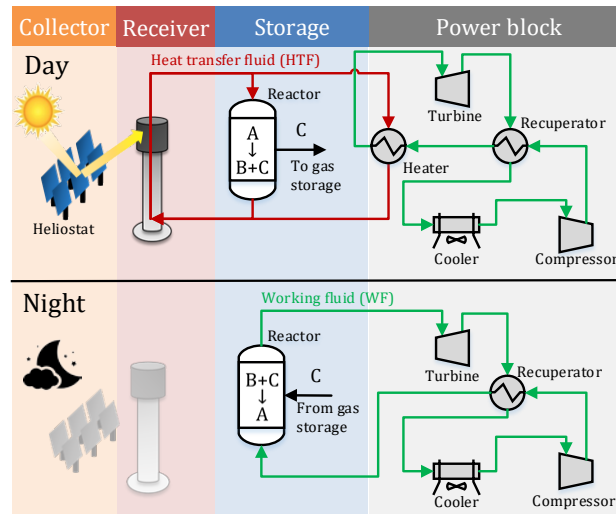 Collector
Receiver
Storage
Power block
Day
Heat transfer fluid (HTF)
Reactor
A
↓
B+C
C
To gas
storage
Heliostat
Turbine
Recuperator
Heater
Cooler
Compressor
Night
Working fluid (WF)
Reactor
B+C
↓
A
C
From gas
storage
Turbine
Recuperator
Cooler
Compressor